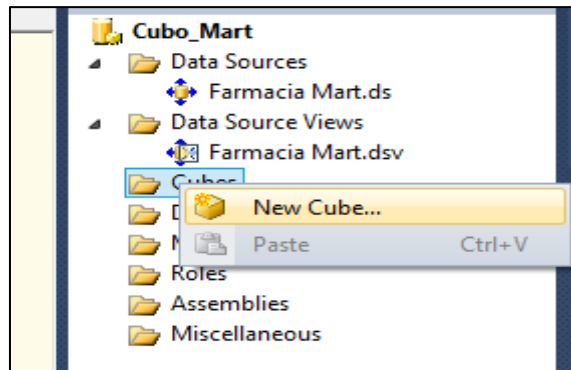 Cubo_Mart
Data Sources
Farmacia Mart.ds
Data Source Views
Farmacia Mart.dsv
Cubes
New Cube...
Paste Ctrl+V
Roles
Assemblies
Miscellaneous